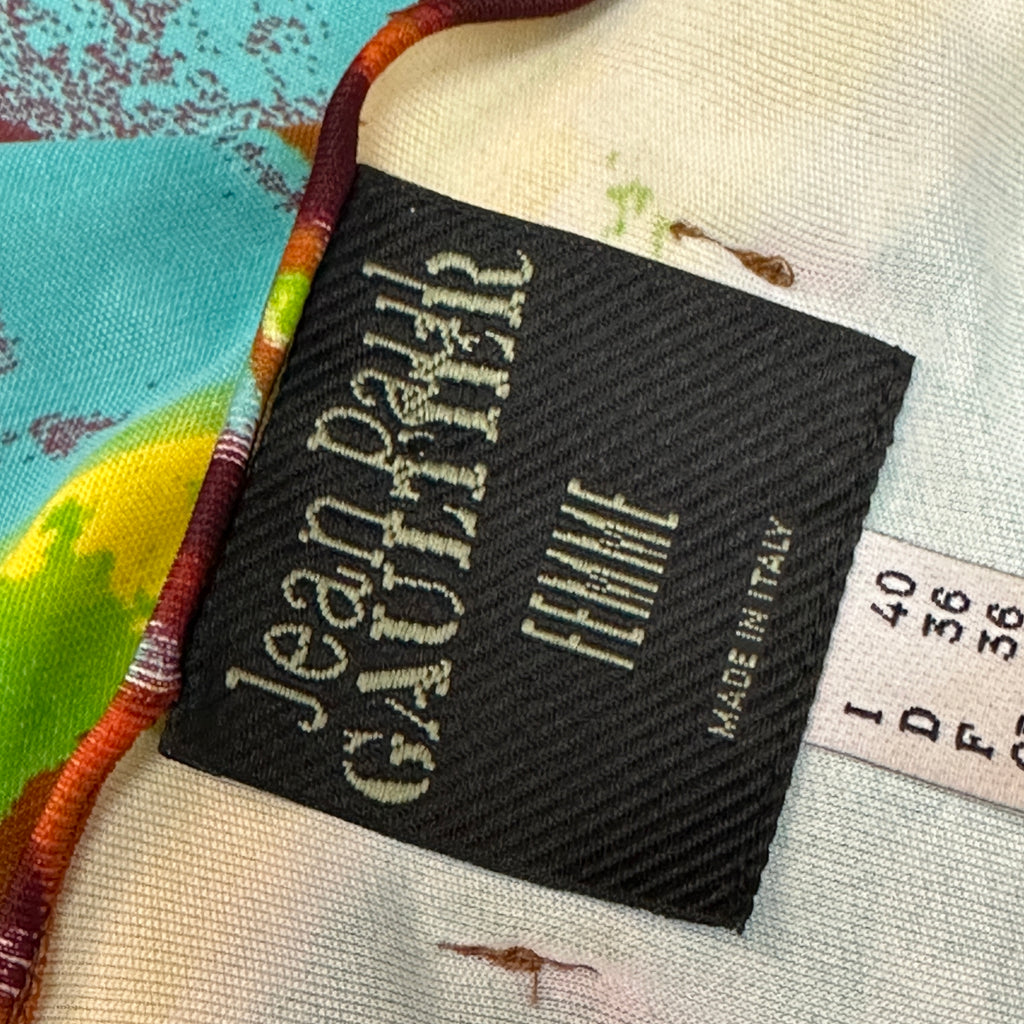 Jean Paul
GAULTIER
FEMME
MADE IN ITALY
I 40
D 36
F 36